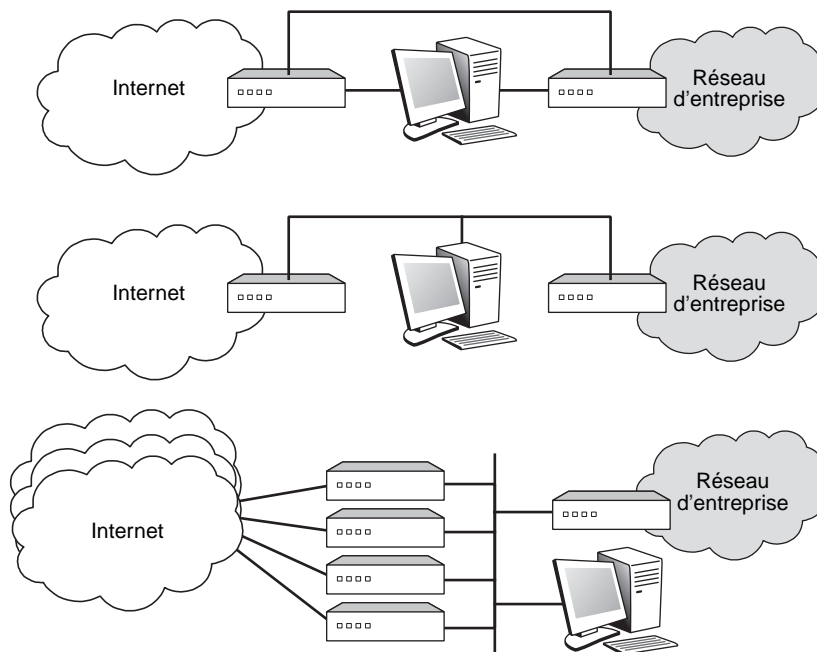 Internet
Réseau
d'entreprise
Internet
Réseau
d'entreprise
Internet
Réseau
d'entreprise